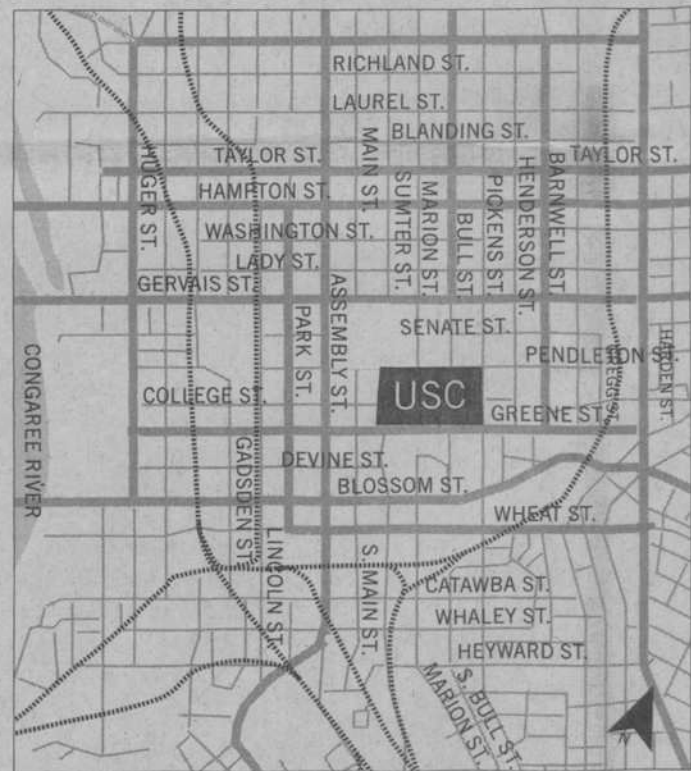 RICHLAND ST.
LAUREL ST.
BLANDING ST.
TAYLOR ST.
TAYLOR ST.
HUGER ST.
MAIN ST.
HAMPTON ST.
SUMTER ST.
MARION ST.
BULL ST.
PICKENS ST.
HENDERSON ST.
BARNWELL ST.
WASHINGTON ST.
LADY ST.
GERVAIS ST.
ASSEMBLY ST.
PARK ST.
SENATE ST.
PENDLETON ST.
GREGG ST.
HARDEN ST.
CONGAREE RIVER
COLLEGE ST.
USC
GREENE ST.
GADSDEN ST.
DEVINE ST.
BLOSSOM ST.
WHEAT ST.
LINCOLN ST.
S. MAIN ST.
CATAWBA ST.
WHALEY ST.
HEYWARD ST.
S. BULL ST.
MARION ST.
N